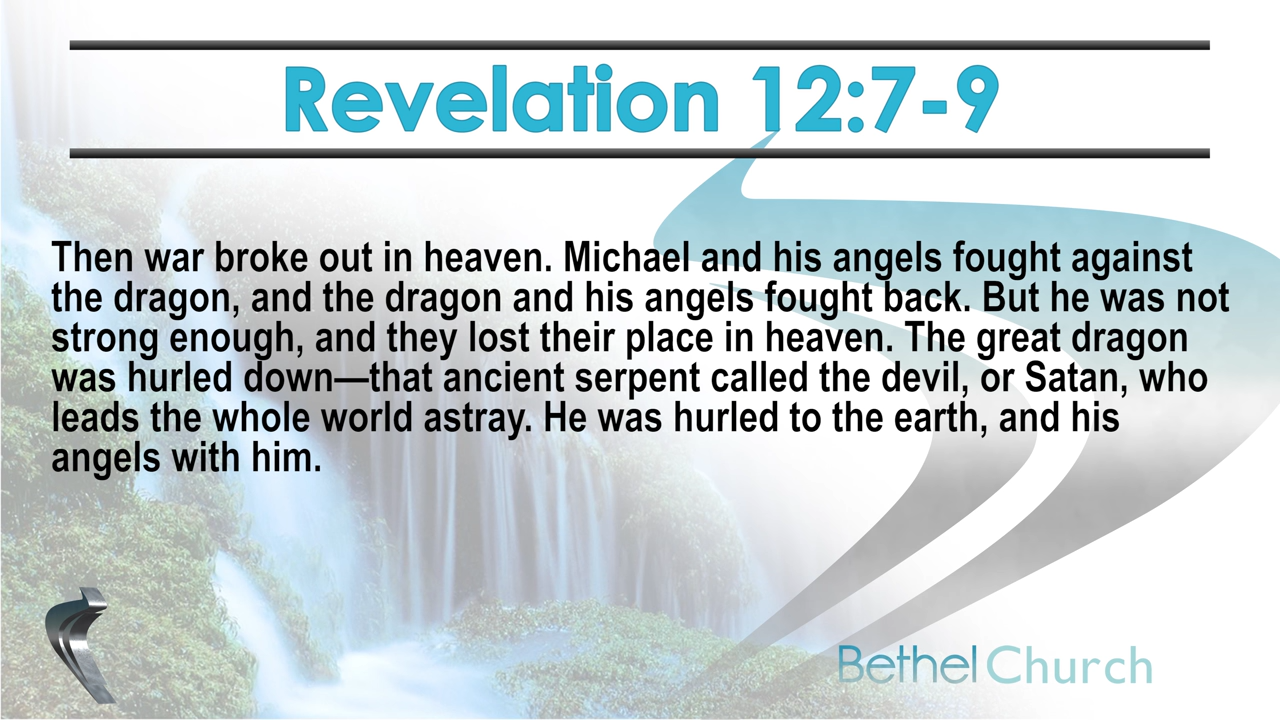 Revelation 12:7-9
Then war broke out in heaven. Michael and his angels fought against
the dragon, and the dragon and his angels fought back. But he was not
strong enough, and they lost their place in heaven. The great dragon
was hurled down—that ancient serpent called the devil, or Satan, who
leads the whole world astray. He was hurled to the earth, and his
angels with him.
Bethel Church